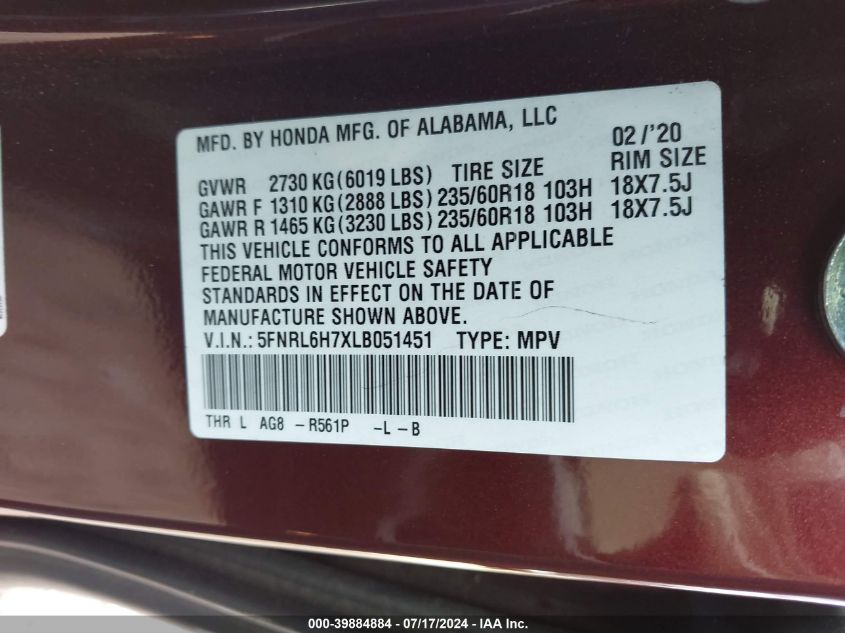 MFD. BY HONDA MFG. OF ALABAMA, LLC 02/'20
GVWR 2730 KG(6019 LBS) TIRE SIZE RIM SIZE
GAWR F 1310 KG(2888 LBS) 235/60R18 103H 18X7.5J
GAWR R 1465 KG(3230 LBS) 235/60R18 103H 18X7.5J
THIS VEHICLE CONFORMS TO ALL APPLICABLE
FEDERAL MOTOR VEHICLE SAFETY
STANDARDS IN EFFECT ON THE DATE OF
MANUFACTURE SHOWN ABOVE.
V.I.N.: 5FNRL6H7XLB051451 TYPE: MPV
THR L AG8 -R561P -L-B
000-39884884 / 07/17/2024 / IAA Inc.